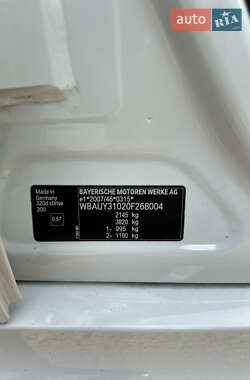 AUTO RIA
Made in
Germany
320d xDrive
300
0.57
BAYERISCHE MOTOREN WERKE AG
e1*2007/46*0315*
WBAUY31020F268004
2145 kg
3820 kg
1- 995 kg
2- 1180 kg